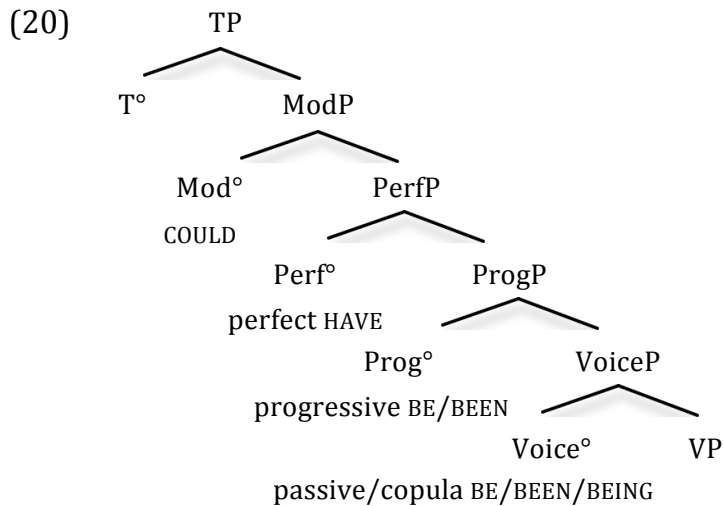 (20) TP
T° ModP
Mod° PerfP
COULD
Perf° ProgP
perfect HAVE
Prog° VoiceP
progressive BE/BEEN
Voice° VP
passive/copula BE/BEEN/BEING